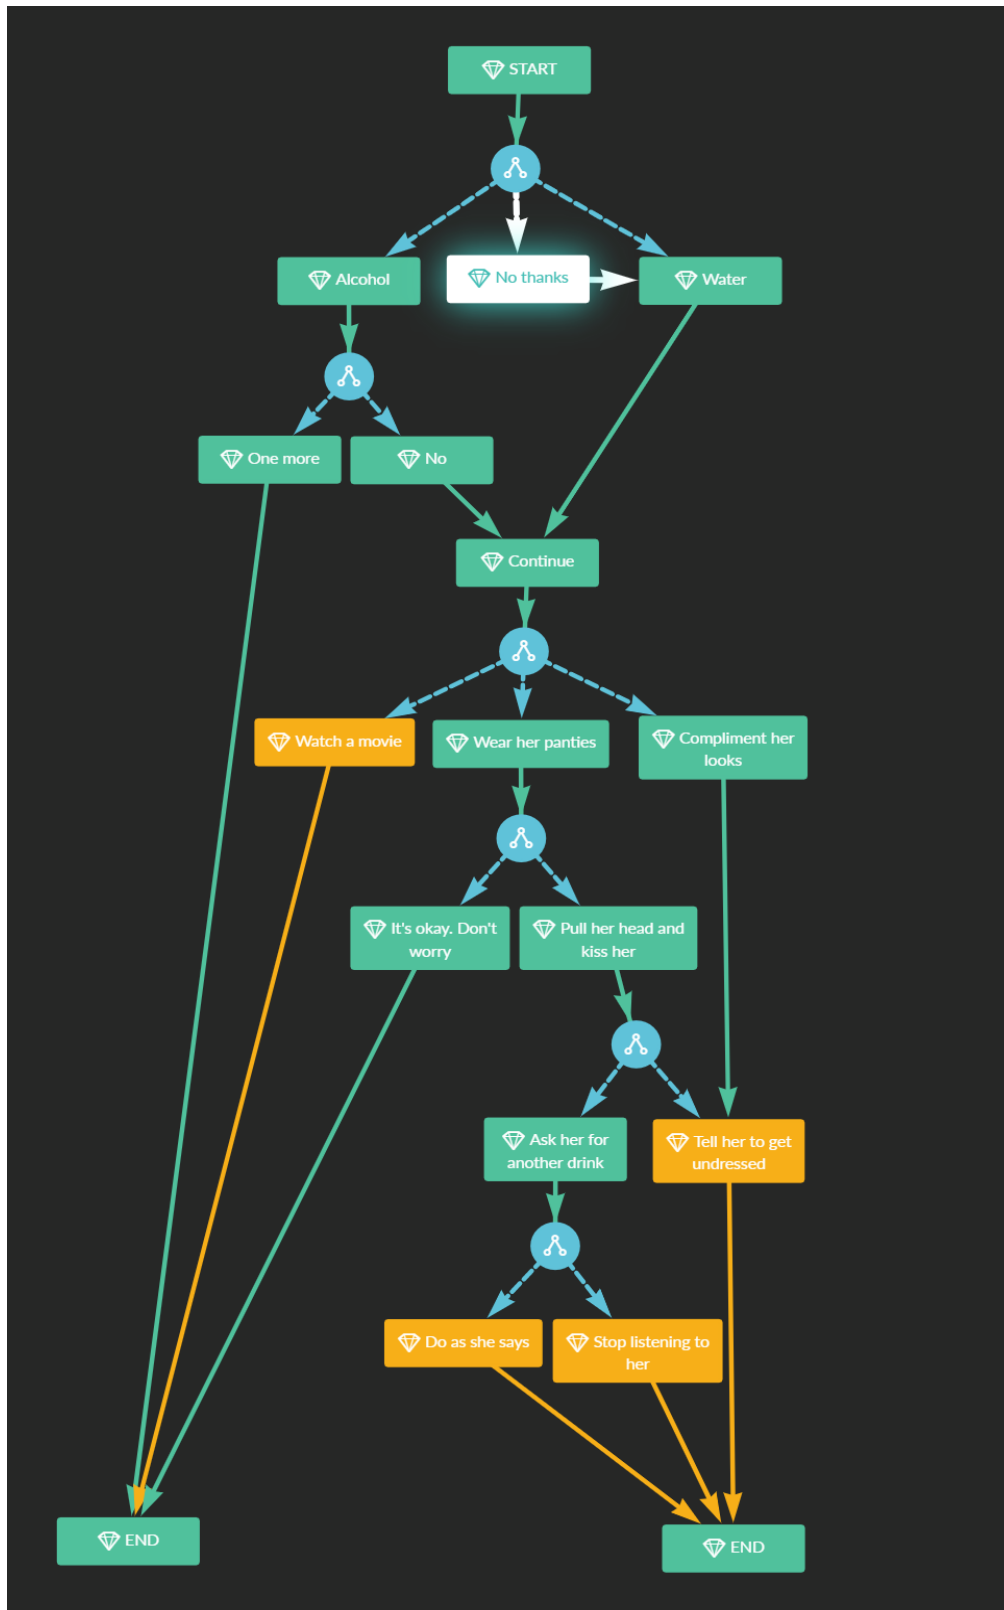 START
Alcohol
No thanks
Water
One more
No
Continue
Watch a movie
Wear her panties
Compliment her
looks
It's okay. Don't
worry
Pull her head and
kiss her
Ask her for
another drink
Tell her to get
undressed
Do as she says
Stop listening to
her
END
END